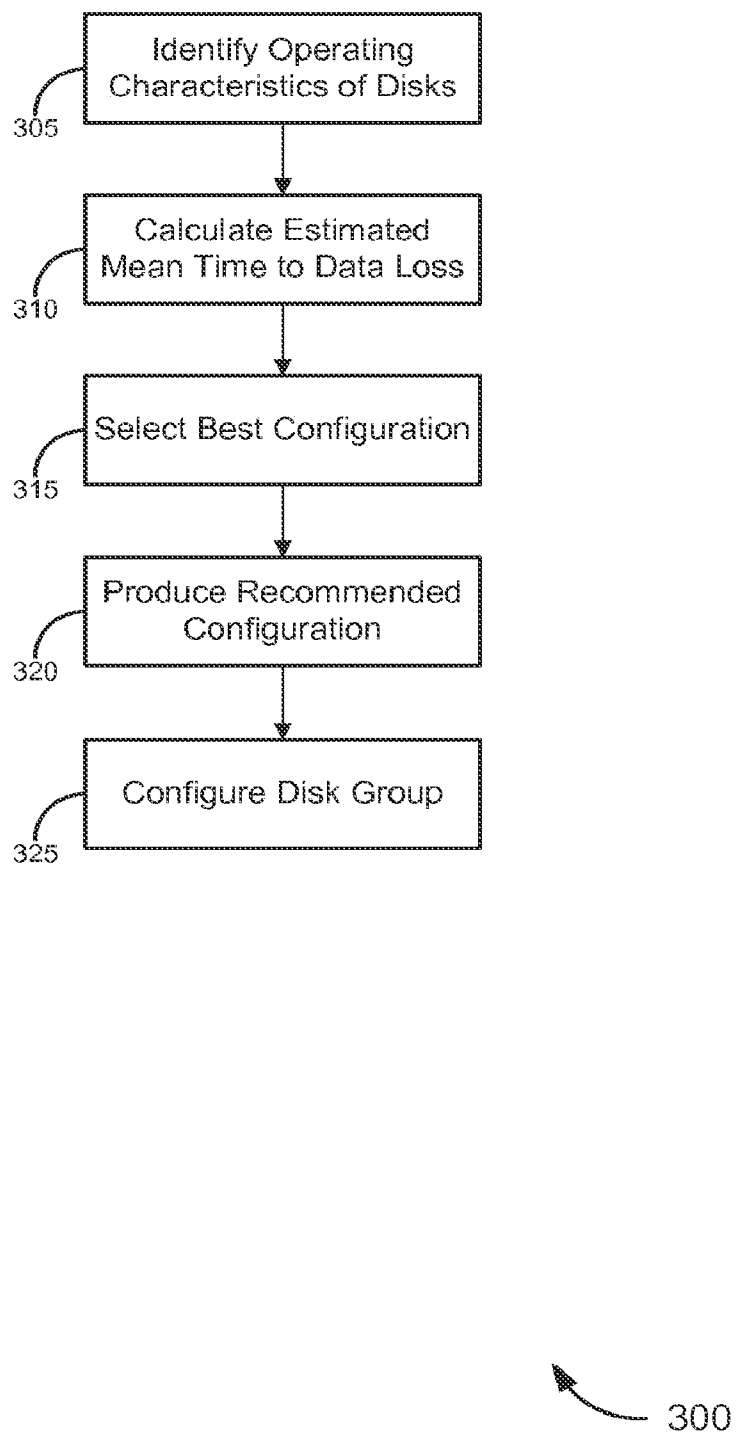 Identify Operating
Characteristics of Disks
305
Calculate Estimated
Mean Time to Data Loss
310
Select Best Configuration
315
Produce Recommended
Configuration
320
Configure Disk Group
325
300